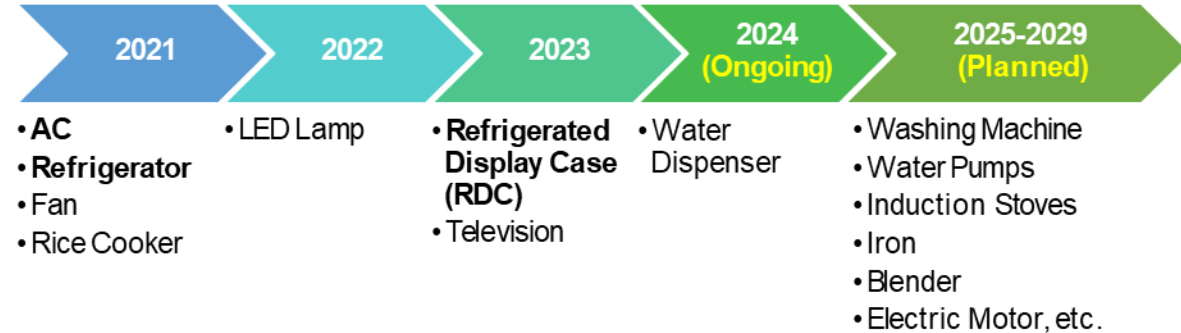 2021
• AC
• Refrigerator
• Fan
• Rice Cooker
2022
• LED Lamp
2023
• Refrigerated
Display Case
(RDC)
• Television
2024
(Ongoing)
• Water
Dispenser
2025-2029
(Planned)
• Washing Machine
• Water Pumps
• Induction Stoves
• Iron
• Blender
• Electric Motor, etc.